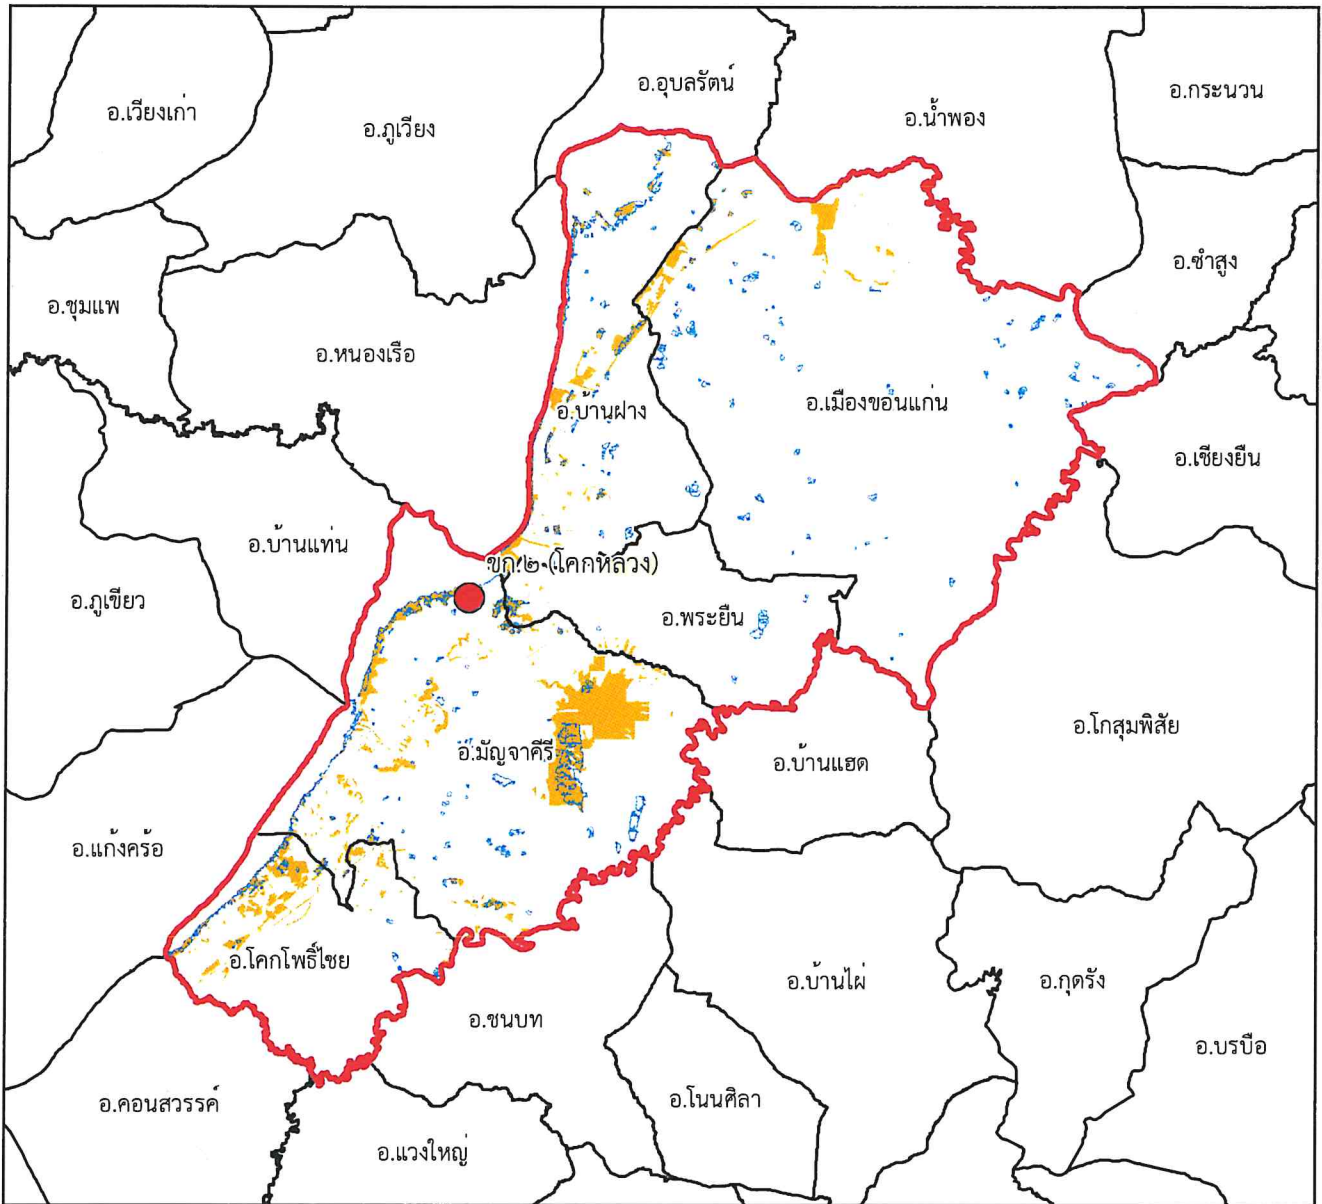 อ.อุบลรัตน์
อ.กระนวน
อ.เวียงเก่า
อ.น้ำพอง
อ.ภูเวียง
อ.ซำสูง
อ.ชุมแพ
อ.หนองเรือ
อ.เมืองขอนแก่น
อ.บ้านฝาง
อ.เชียงยืน
อ.บ้านแท่น
ขก.๒ (โคกหลวง)
อ.ภูเขียว
อ.พระยืน
อ.โกสุมพิสัย
อ.มัญจาคีรี
อ.บ้านแฮด
อ.แก้งคร้อ
อ.โคกโพธิ์ไชย
อ.บ้านไผ่
อ.กุดรัง
อ.ชนบท
อ.บรบือ
อ.คอนสวรรค์
อ.โนนศิลา
อ.แวงใหญ่